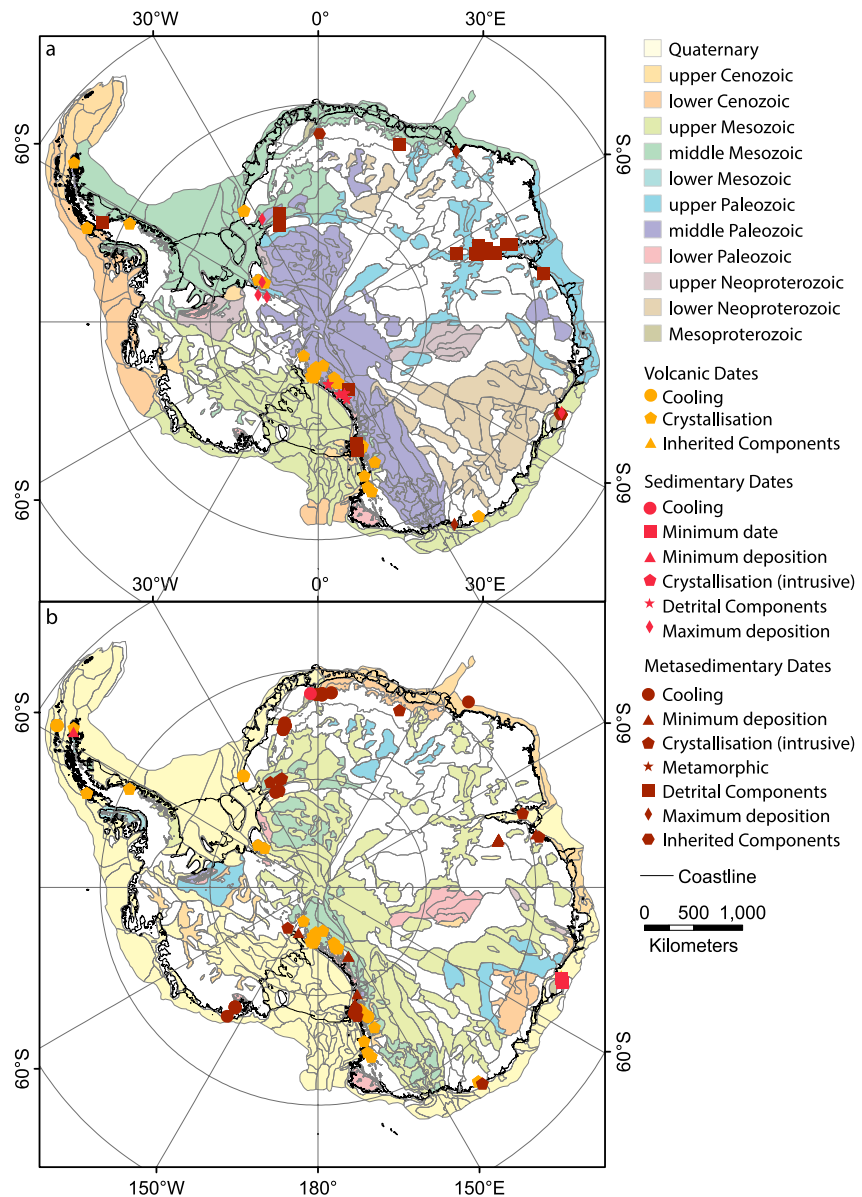 30°W 0° 30°E
a
60°S 60°S
60°S 60°S
30°W 0° 30°E
b
60°S 60°S
60°S 60°S
150°W 180° 150°E
Quaternary
upper Cenozoic
lower Cenozoic
upper Mesozoic
middle Mesozoic
lower Mesozoic
upper Paleozoic
middle Paleozoic
lower Paleozoic
upper Neoproterozoic
lower Neoproterozoic
Mesoproterozoic
Volcanic Dates
Cooling
Crystallisation
Inherited Components
Sedimentary Dates
Cooling
Minimum date
Minimum deposition
Crystallisation (intrusive)
Detrital Components
Maximum deposition
Metasedimentary Dates
Cooling
Minimum deposition
Crystallisation (intrusive)
Metamorphic
Detrital Components
Maximum deposition
Inherited Components
Coastline
0 500 1,000
Kilometers